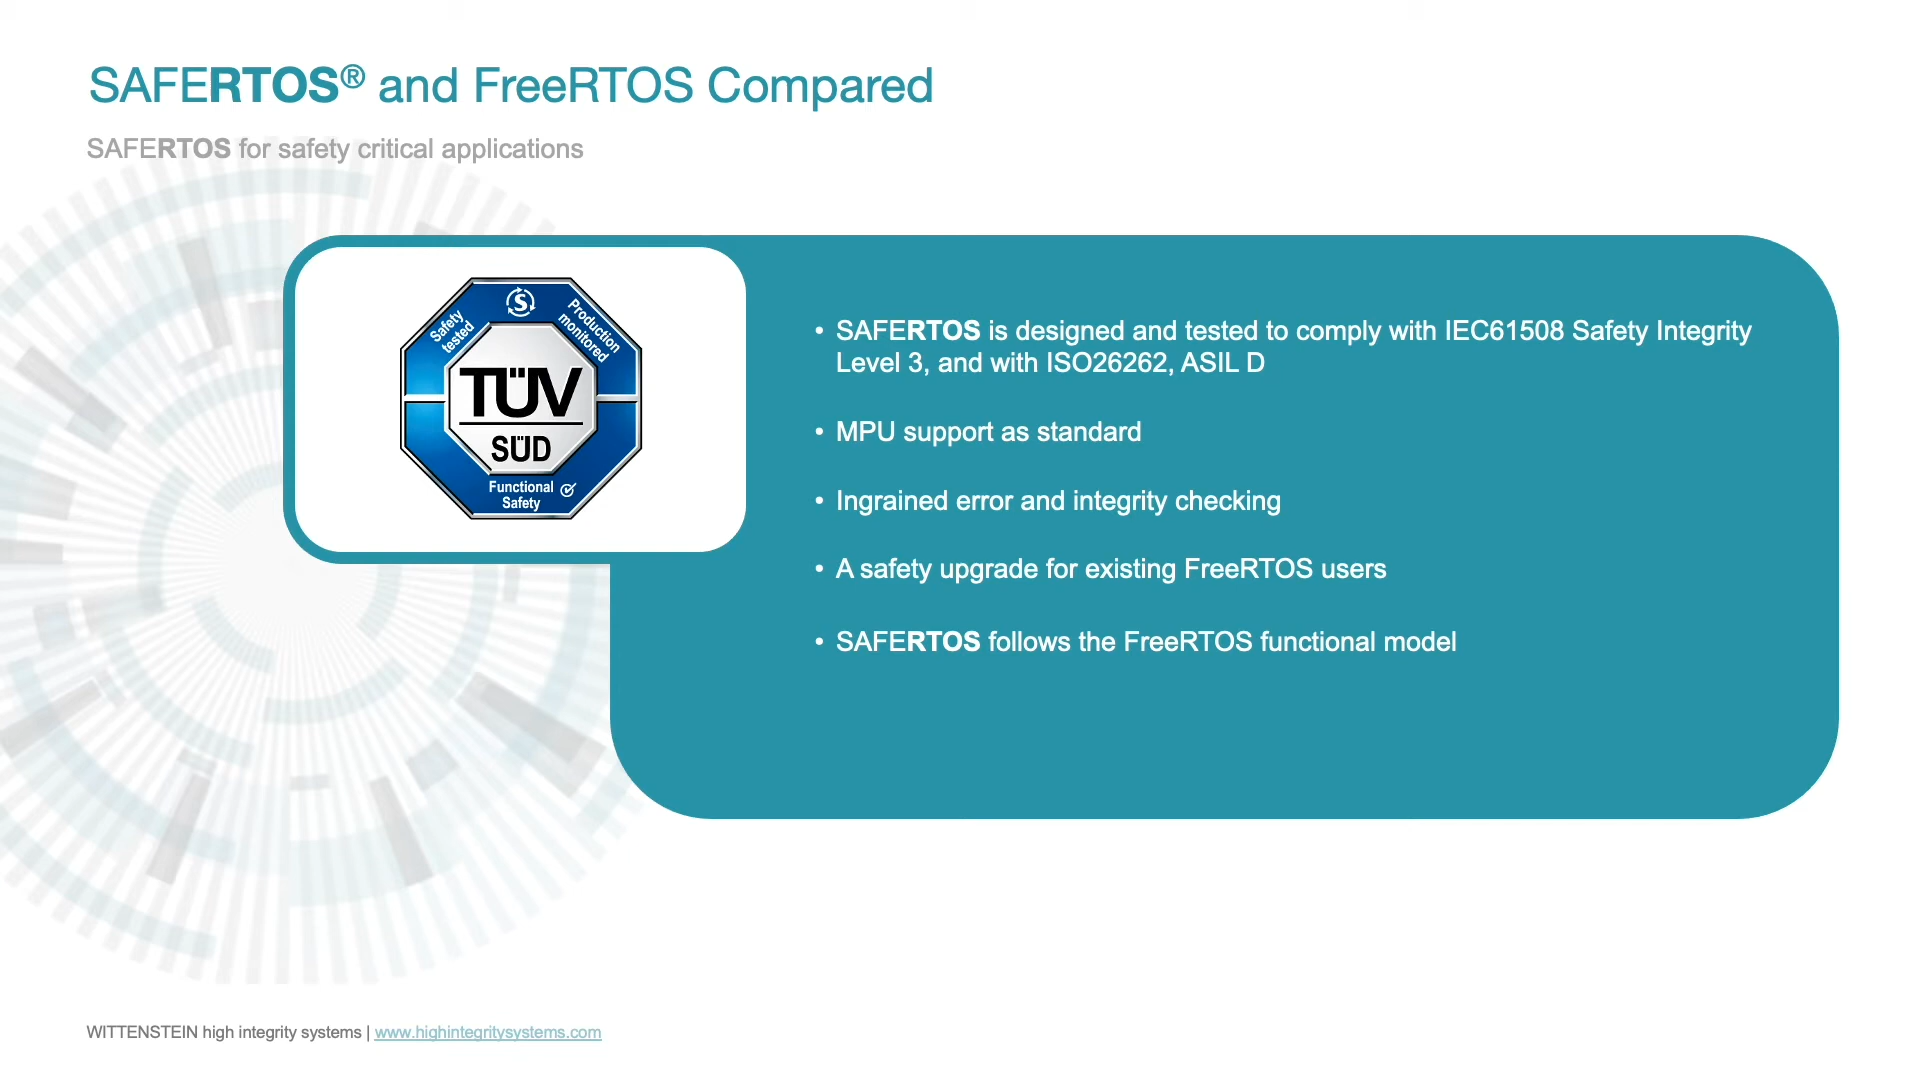 SAFERTOS® and FreeRTOS Compared
SAFERTOS for safety critical applications
Safety
tested
S
Production
monitored
TÜV
SÜD
Functional
Safety
• SAFERTOS is designed and tested to comply with IEC61508 Safety Integrity
Level 3, and with ISO26262, ASIL D
• MPU support as standard
• Ingrained error and integrity checking
• A safety upgrade for existing FreeRTOS users
• SAFERTOS follows the FreeRTOS functional model
WITTENSTEIN high integrity systems | www.highintegritysystems.com